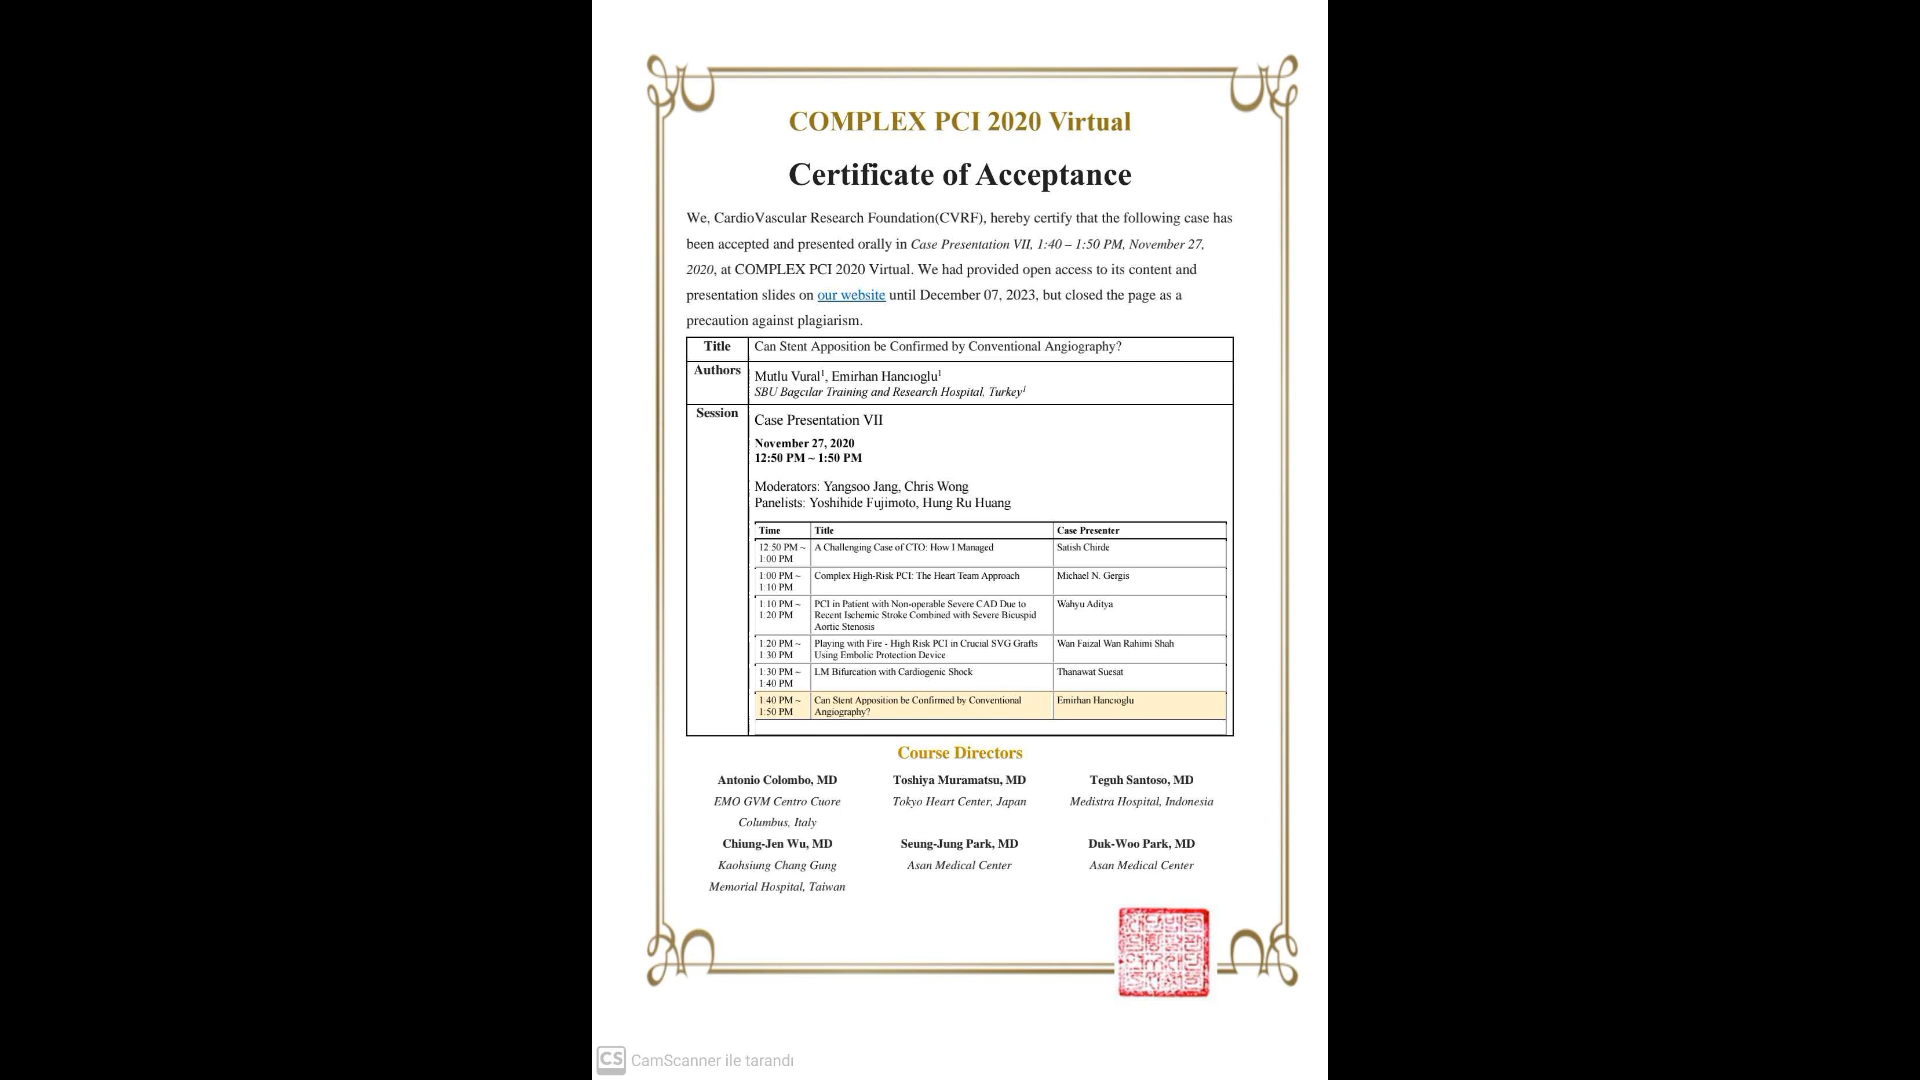 COMPLEX PCI 2020 Virtual
Certificate of Acceptance
We, CardioVascular Research Foundation(CVRF), hereby certify that the following case has
been accepted and presented orally in Case Presentation VII, 1:40 – 1:50 PM, November 27,
2020, at COMPLEX PCI 2020 Virtual. We had provided open access to its content and
presentation slides on our website until December 07, 2023, but closed the page as a
precaution against plagiarism.
Title Can Stent Apposition be Confirmed by Conventional Angiography?
Authors Mutlu Vural¹, Emirhan Hancıoglu¹
SBU Bagcılar Training and Research Hospital, Turkey¹
Session Case Presentation VII
November 27, 2020
12:50 PM ~ 1:50 PM
Moderators: Yangsoo Jang, Chris Wong
Panelists: Yoshihide Fujimoto, Hung Ru Huang
Time Title Case Presenter
12:50 PM ~ A Challenging Case of CTO: How I Managed Satish Chirde
1:00 PM
1:00 PM ~ Complex High-Risk PCI: The Heart Team Approach Michael N. Gergis
1:10 PM
1:10 PM ~ PCI in Patient with Non-operable Severe CAD Due to Wahyu Aditya
1:20 PM Recent Ischemic Stroke Combined with Severe Bicuspid
Aortic Stenosis
1:20 PM ~ Playing with Fire - High Risk PCI in Crucial SVG Grafts Wan Faizal Wan Rahimi Shah
1:30 PM Using Embolic Protection Device
1:30 PM ~ LM Bifurcation with Cardiogenic Shock Thanawat Suesat
1:40 PM
1:40 PM ~ Can Stent Apposition be Confirmed by Conventional Emirhan Hancıoglu
1:50 PM Angiography?
Course Directors
Antonio Colombo, MD Toshiya Muramatsu, MD Teguh Santoso, MD
EMO GVM Centro Cuore Tokyo Heart Center, Japan Medistra Hospital, Indonesia
Columbus, Italy
Chiung-Jen Wu, MD Seung-Jung Park, MD Duk-Woo Park, MD
Kaohsiung Chang Gung Asan Medical Center Asan Medical Center
Memorial Hospital, Taiwan
CS CamScanner ile tarandı